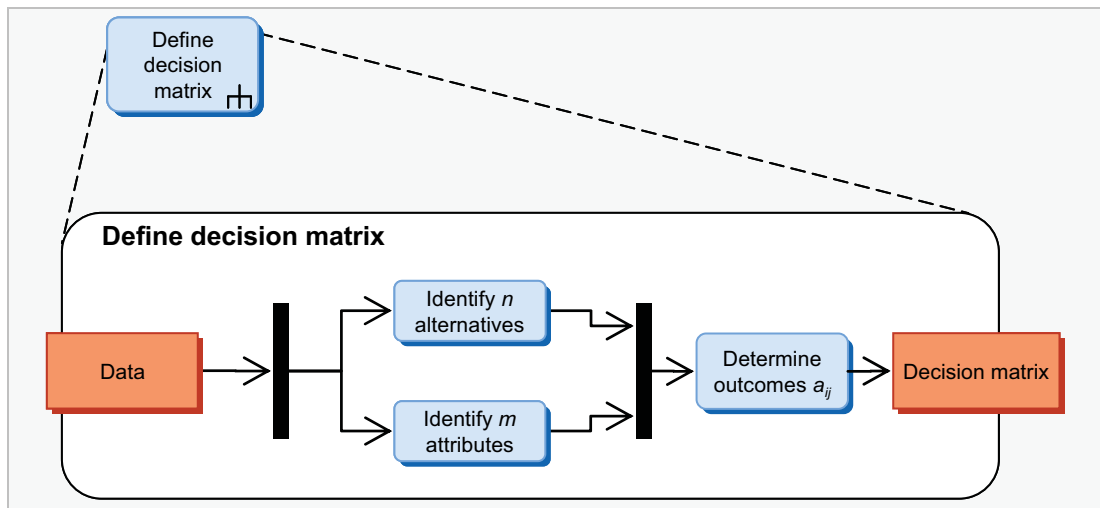 Define
decision
matrix
Define decision matrix
Data
Identify n
alternatives
Identify m
attributes
Determine
outcomes aij
Decision matrix